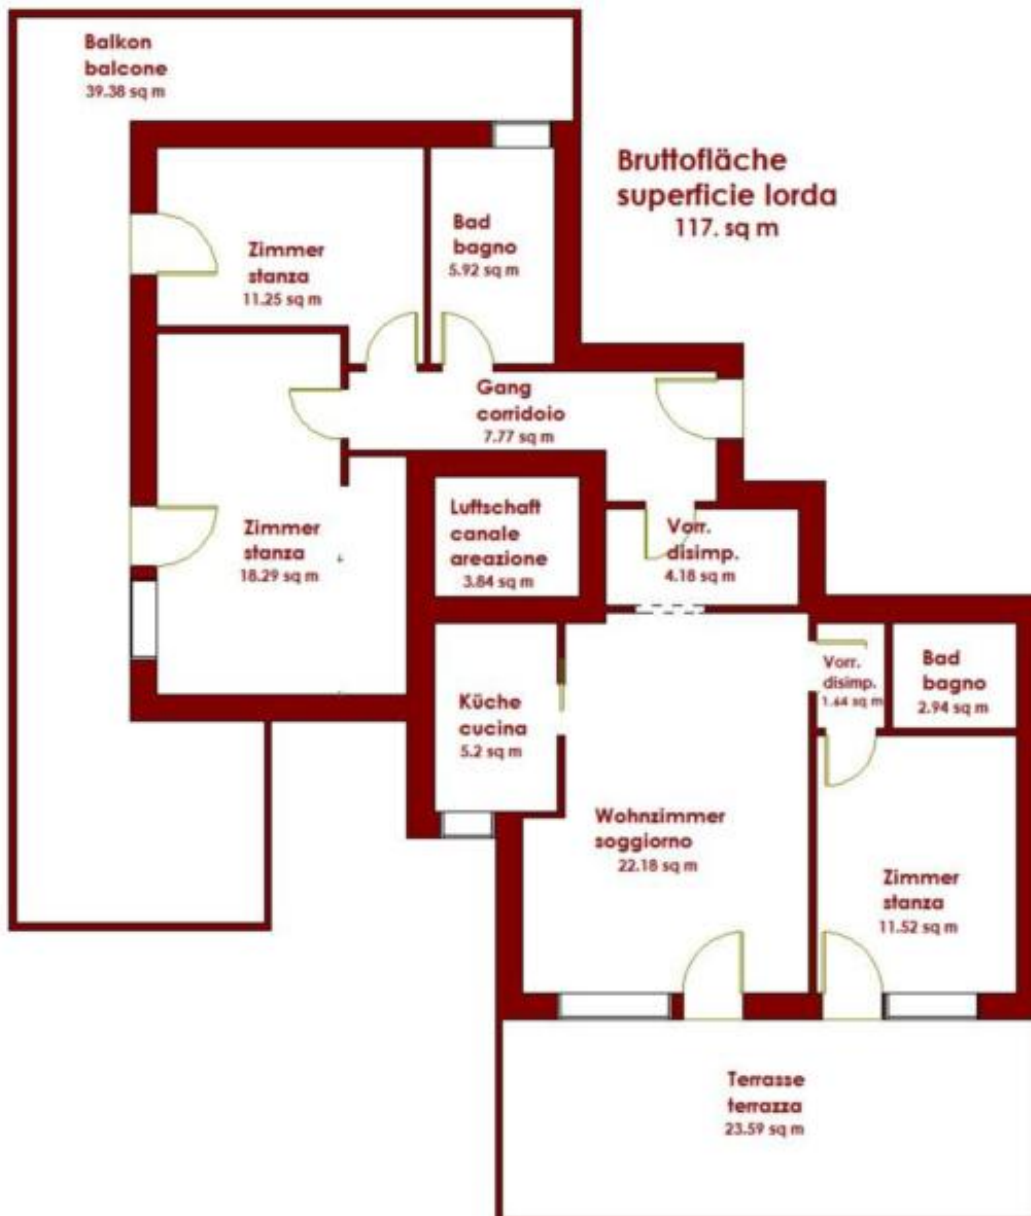 Balkon
balcone
39.38 sq m
Bruttofläche
superficie lorda
117. sq m
Zimmer
stanza
11.25 sq m
Bad
bagno
5.92 sq m
Gang
corridoio
7.77 sq m
Zimmer
stanza
18.29 sq m
Luftschaft
canale
areazione
3.84 sq m
Vorr.
disimp.
4.18 sq m
Küche
cucina
5.2 sq m
Vorr.
disimp.
1.64 sq m
Bad
bagno
2.94 sq m
Wohnzimmer
soggiorno
22.18 sq m
Zimmer
stanza
11.52 sq m
Terrasse
terrazza
23.59 sq m